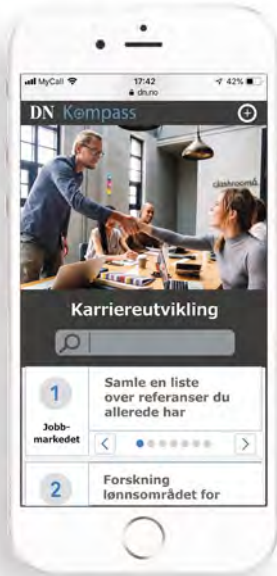 MyCall 17:42 42%
dn.no
DN Kompass
classroom
Karriereutvikling
1
Samle en liste
over referanser du
allerede har
Jobb-
markedet
2
Forskning
lønnsområdet for